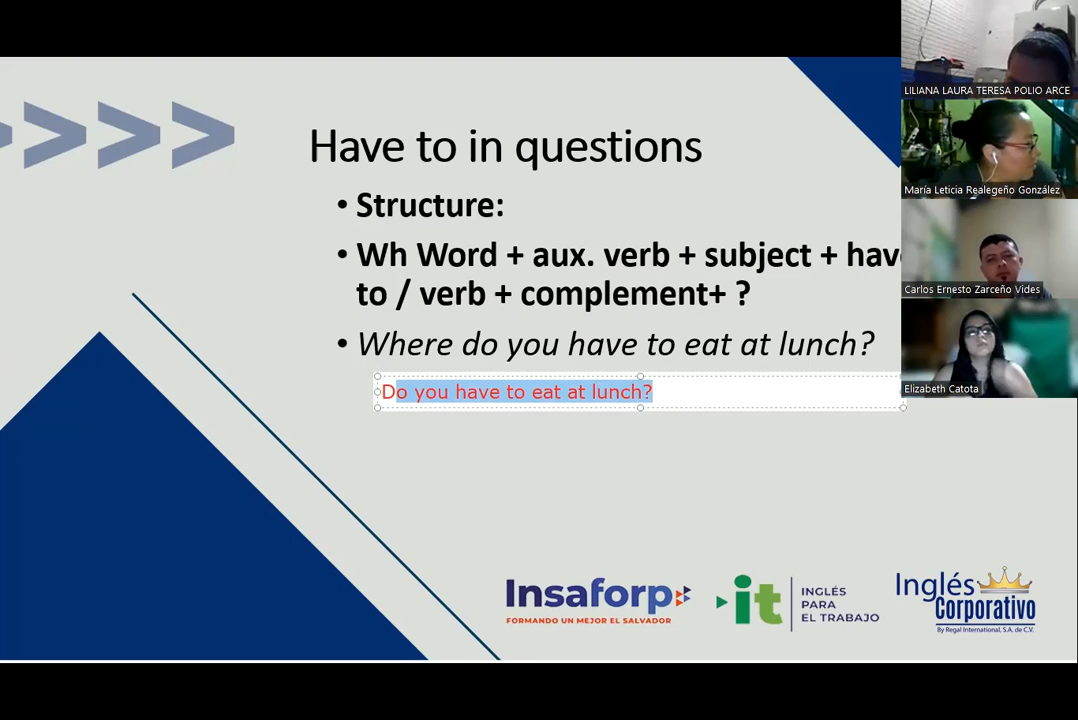 Have to in questions
• Structure:
• Wh Word + aux. verb + subject + hav
to / verb + complement+ ?
• Where do you have to eat at lunch?
Do you have to eat at lunch?
LILIANA LAURA TERESA POLIO ARCE
María Leticia Realegeño González
Carlos Ernesto Zarceño Vides
Elizabeth Catota
Insaforp
FORMANDO UN MEJOR EL SALVADOR
it
INGLÉS
PARA
EL TRABAJO
Inglés
Corporativo
By Regal International, S.A. de C.V.